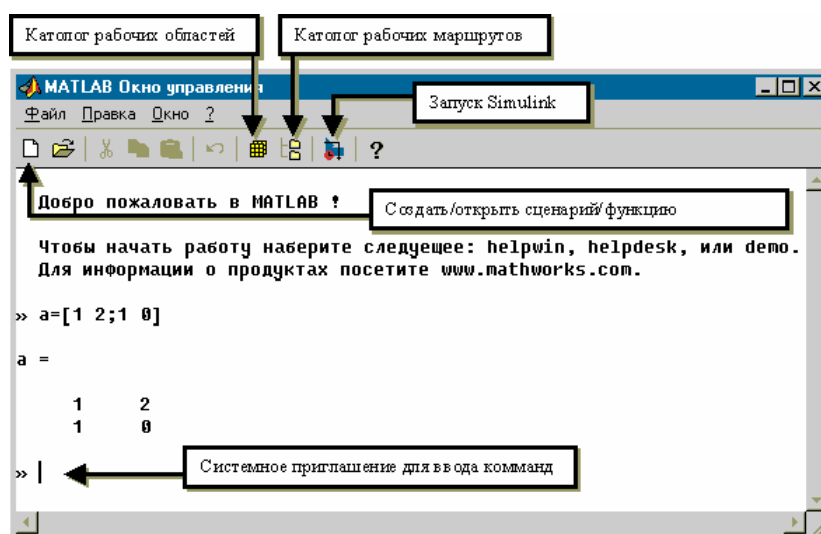 Католог рабочих областей
Католог рабочих маршрутов
MATLAB Окно управления
Запуск Simulink
Файл Правка Окно ?
?
Добро пожаловать в MATLAB !
Создать/открыть сценарий/функцию
Чтобы начать работу наберите следуещее: helpwin, helpdesk, или demo.
Для информации о продуктах посетите www.mathworks.com.
» a=[1 2;1 0]
a =
1 2
1 0
»
Системное приглашение для ввода комманд